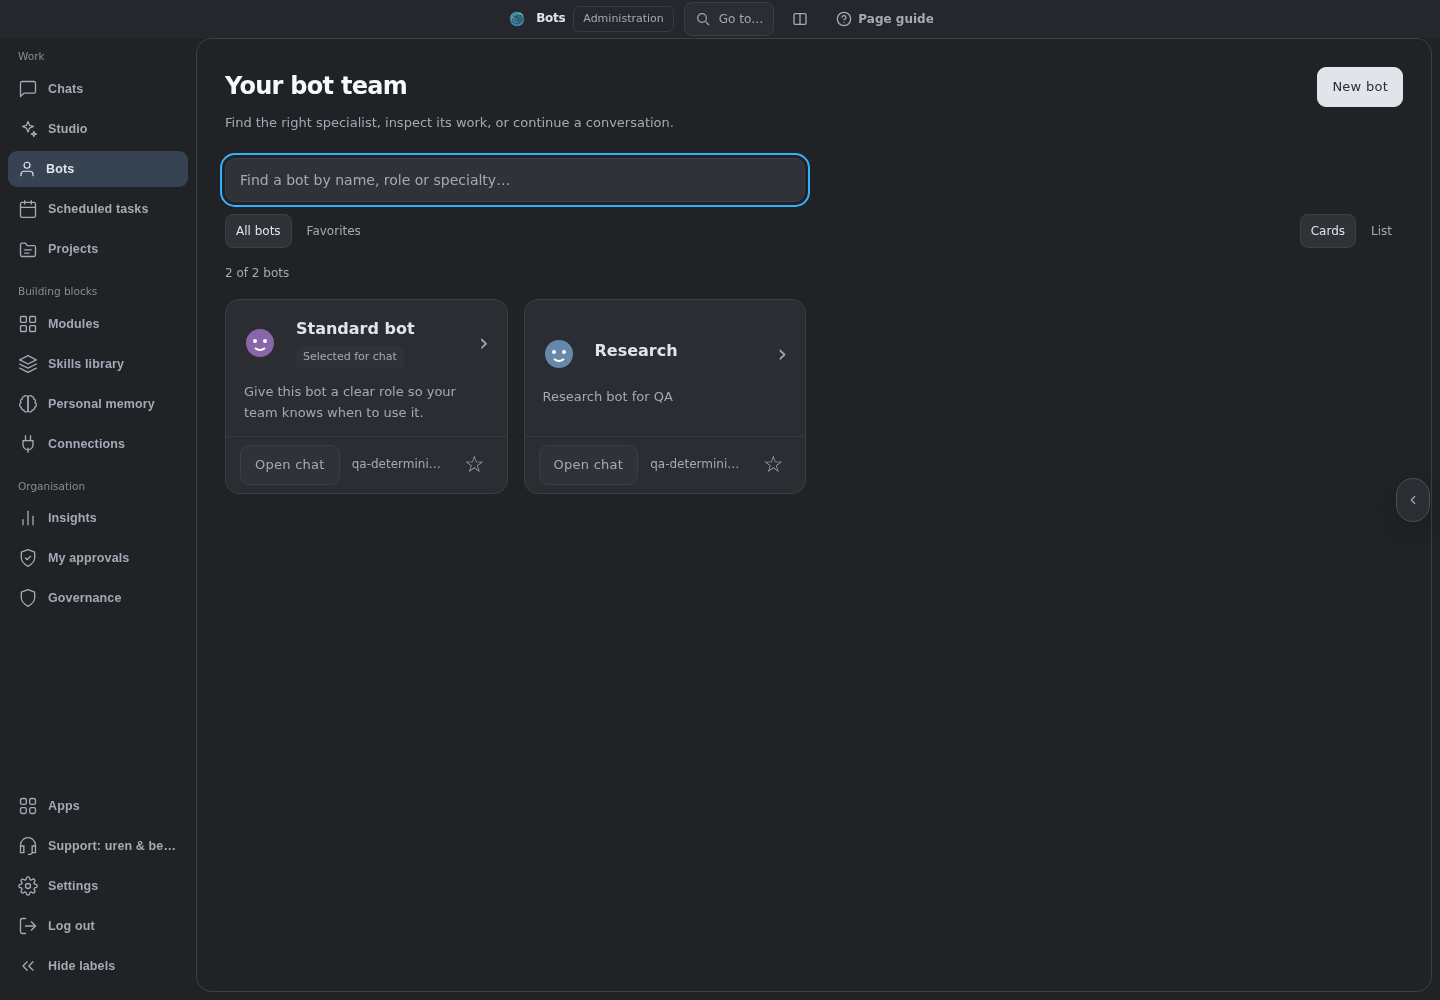 Bots
Administration
Go to...
Page guide
Work
Chats
Studio
Bots
Scheduled tasks
Projects
Building blocks
Modules
Skills library
Personal memory
Connections
Organisation
Insights
My approvals
Governance
Apps
Support: uren & be...
Settings
Log out
Hide labels
Your bot team
New bot
Find the right specialist, inspect its work, or continue a conversation.
Find a bot by name, role or specialty...
All bots
Favorites
Cards
List
2 of 2 bots
Standard bot
Selected for chat
Give this bot a clear role so your
team knows when to use it.
Open chat
qa-determini...
Research
Research bot for QA
Open chat
qa-determini...